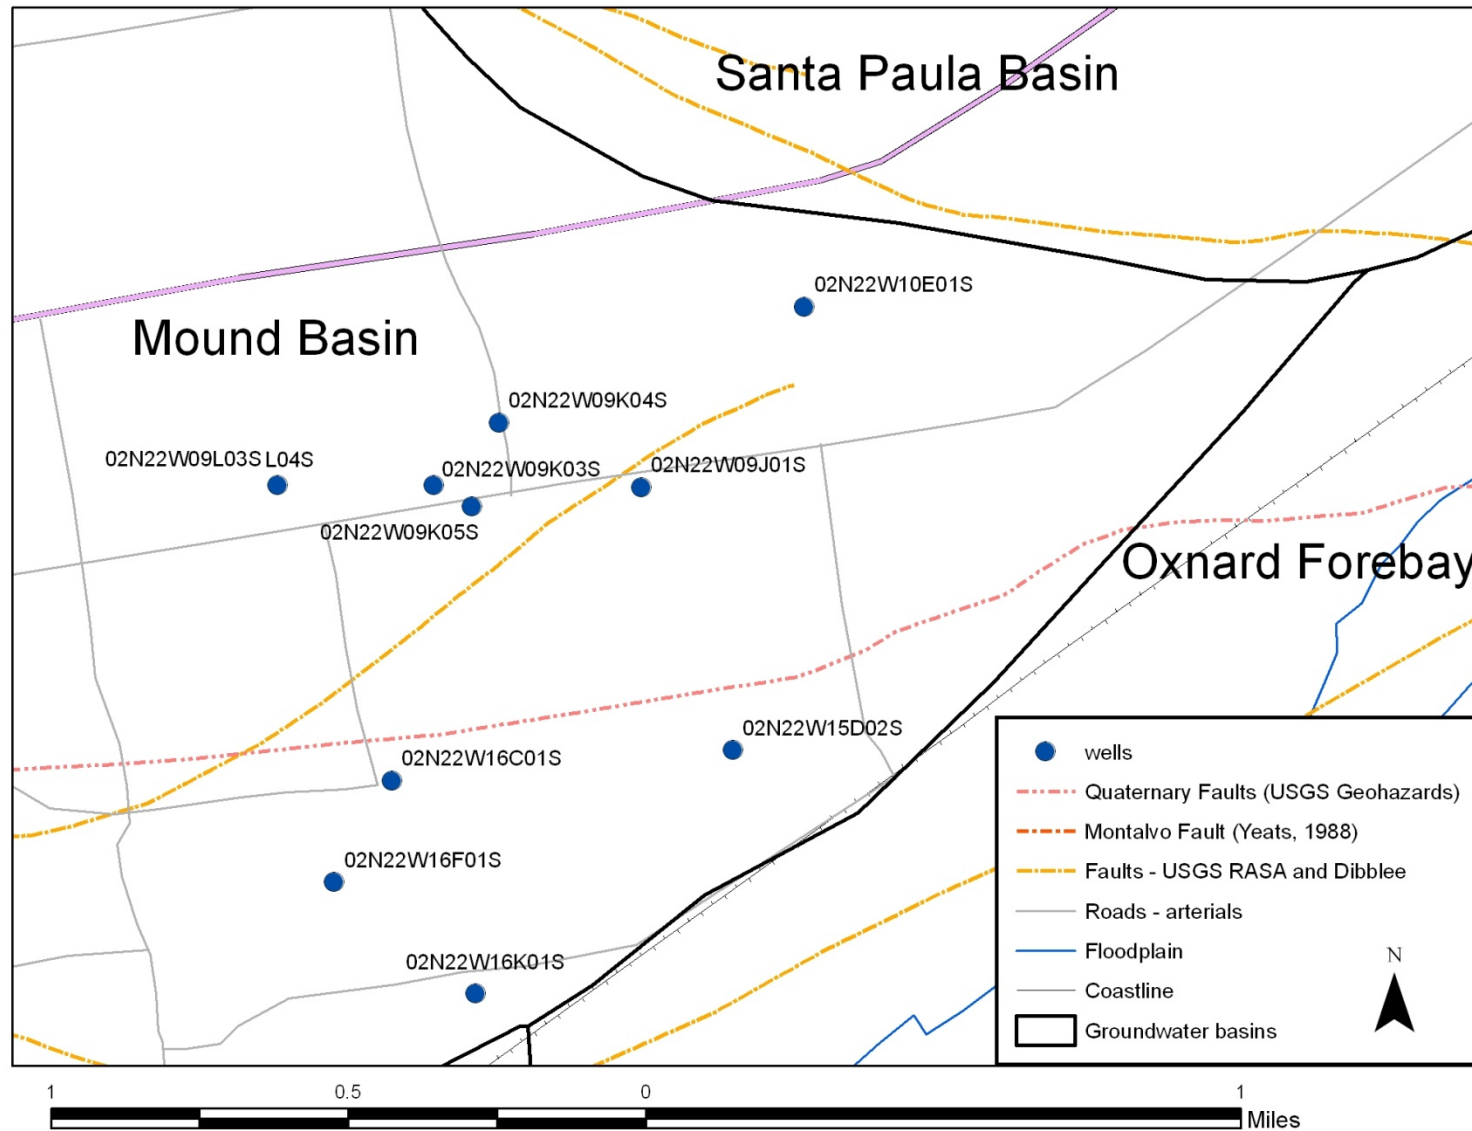 Santa Paula Basin
02N22W10E01S
Mound Basin
02N22W09K04S
02N22W09L03S L04S
02N22W09K03S
02N22W09J01S
02N22W09K05S
Oxnard Forebay
02N22W15D02S
02N22W16C01S
02N22W16F01S
02N22W16K01S
wells
Quaternary Faults (USGS Geohazards)
Montalvo Fault (Yeats, 1988)
Faults - USGS RASA and Dibblee
Roads - arterials
Floodplain
Coastline
Groundwater basins
N
1 0.5 0 1
Miles